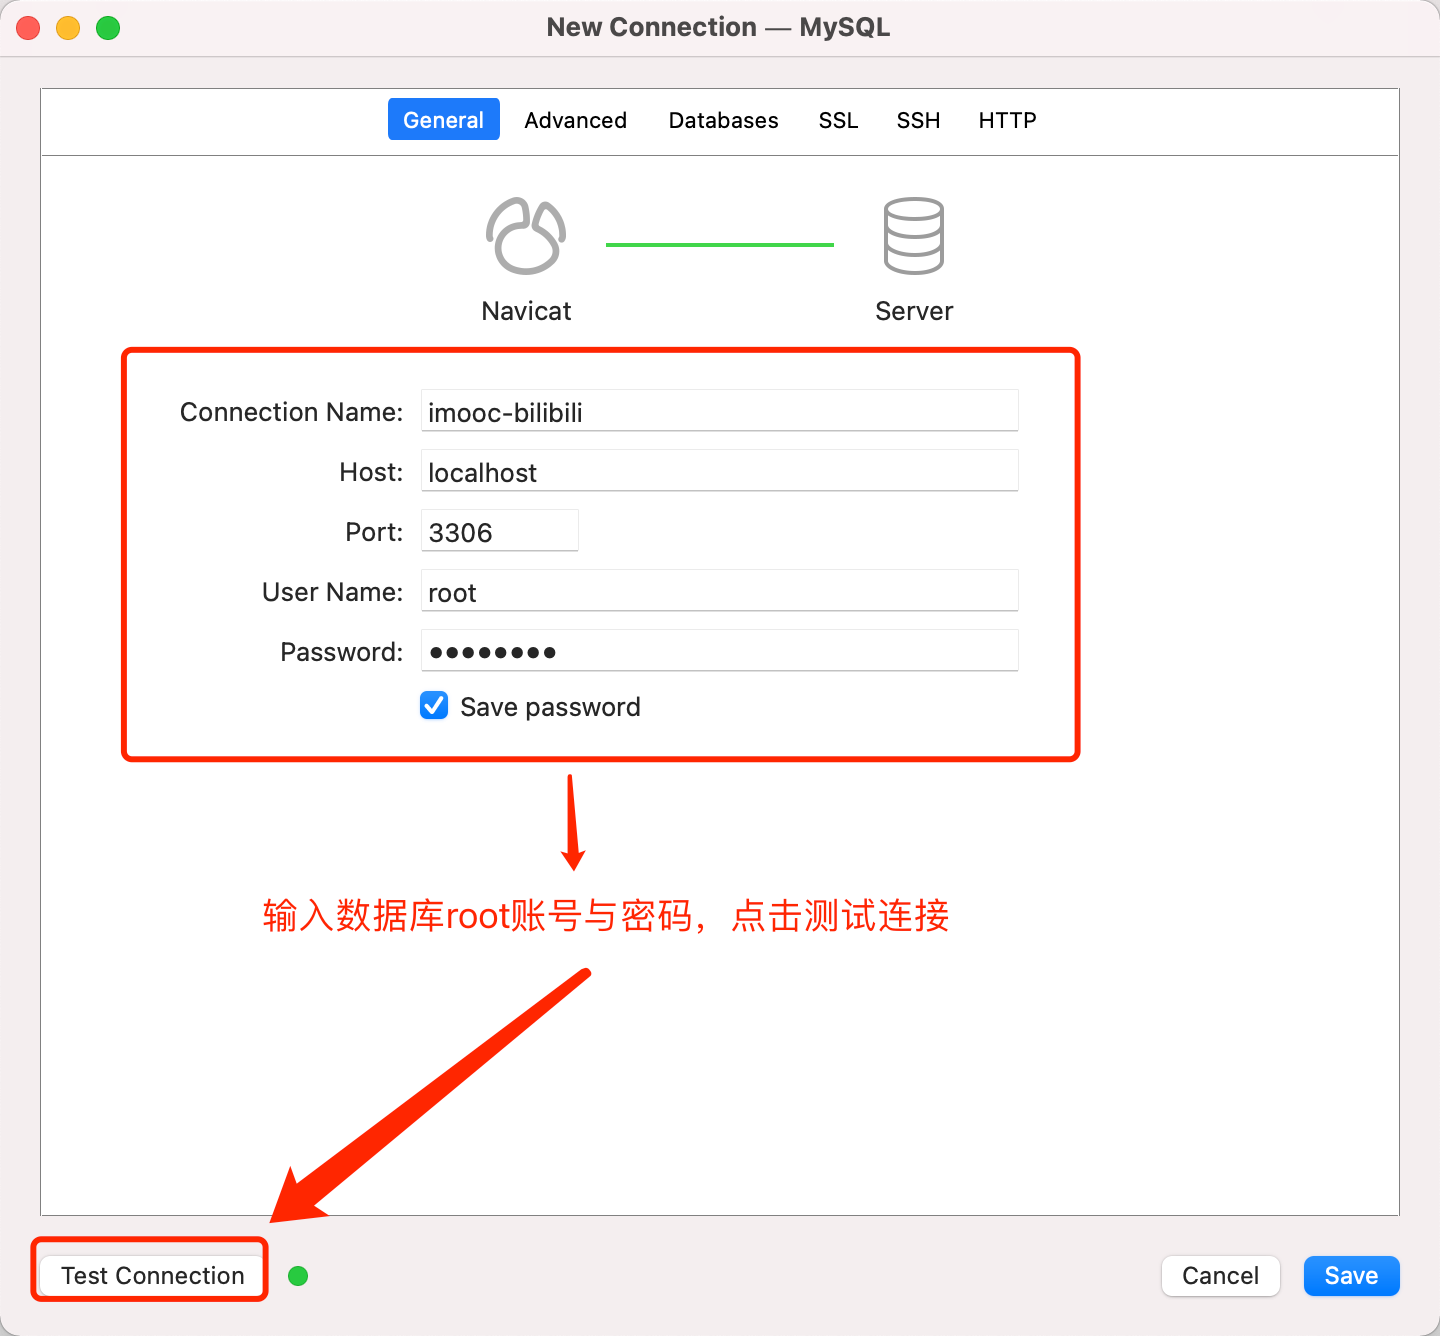 New Connection — MySQL
General Advanced Databases SSL SSH HTTP
Navicat Server
Connection Name: imooc-bilibili
Host: localhost
Port: 3306
User Name: root
Password: ••••••••
Save password
输入数据库root账号与密码，点击测试连接
Test Connection Cancel Save